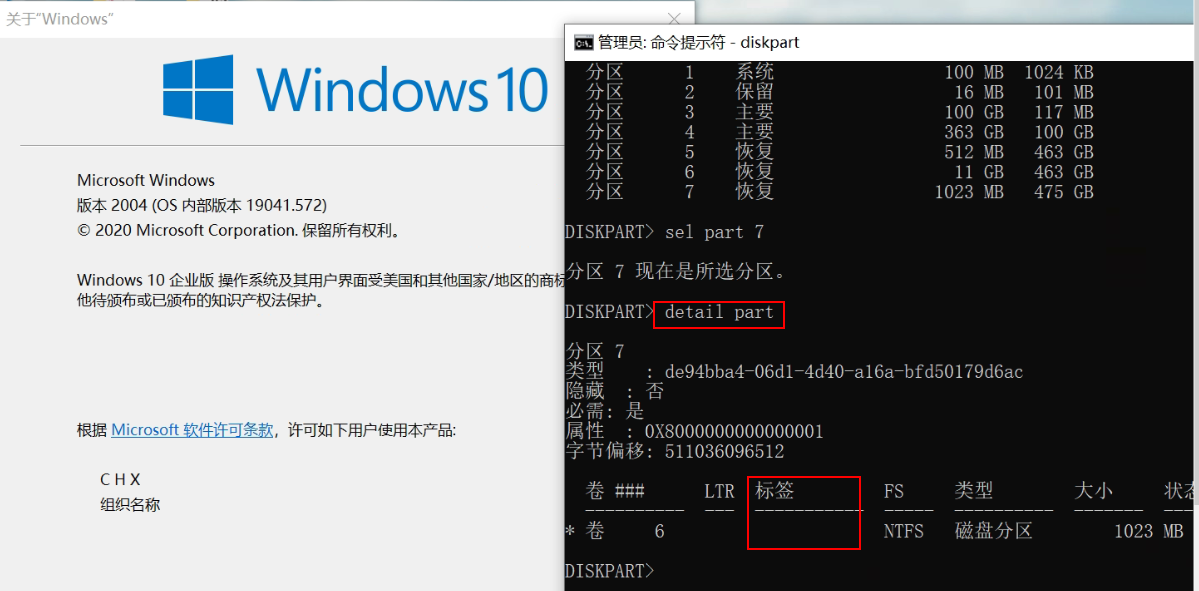 关于“Windows”
Windows 10
Microsoft Windows
版本 2004 (OS 内部版本 19041.572)
© 2020 Microsoft Corporation. 保留所有权利。
Windows 10 企业版 操作系统及其用户界面受美国和其他国家/地区的商标
他待颁布或已颁布的知识产权法保护。
根据 Microsoft 软件许可条款，许可如下用户使用本产品:
C H X
组织名称
管理员: 命令提示符 - diskpart
分区 1 系统 100 MB 1024 KB
分区 2 保留 16 MB 101 MB
分区 3 主要 100 GB 117 MB
分区 4 主要 363 GB 100 GB
分区 5 恢复 512 MB 463 GB
分区 6 恢复 11 GB 463 GB
分区 7 恢复 1023 MB 475 GB
DISKPART> sel part 7
分区 7 现在是所选分区。
DISKPART> detail part
分区 7
类型 : de94bba4-06d1-4d40-a16a-bfd50179d6ac
隐藏 : 否
必需: 是
属性 : 0X8000000000000001
字节偏移: 511036096512
卷 ### LTR 标签 FS 类型 大小 状态
---------- --- ----------- ----- ---------- ------- ---
* 卷 6 NTFS 磁盘分区 1023 MB
DISKPART>